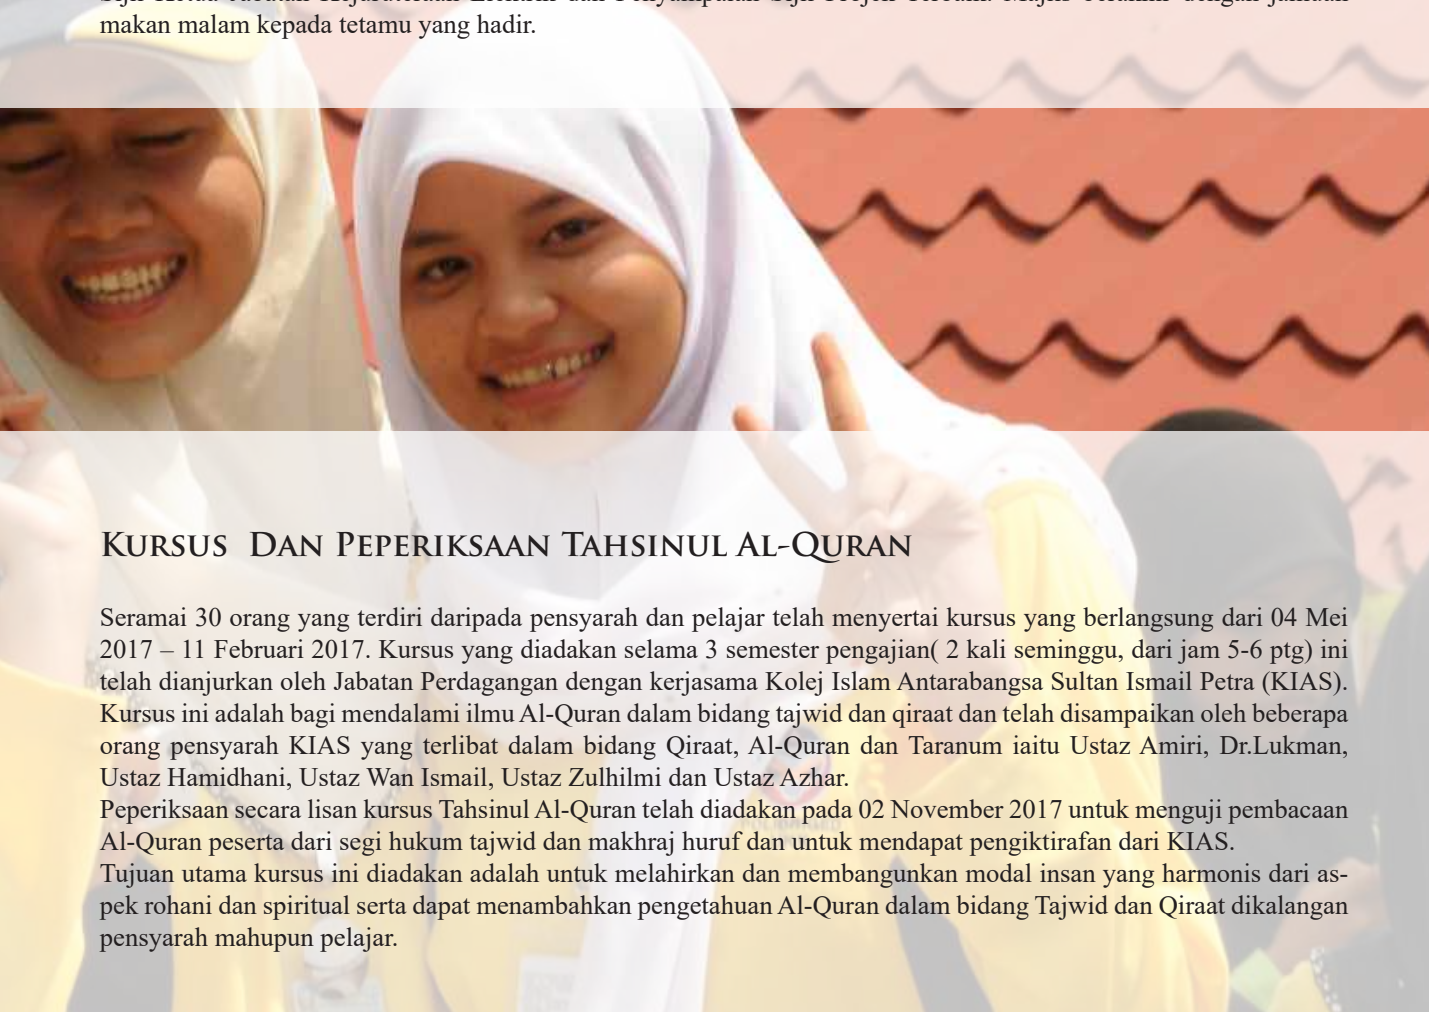 makan malam kepada tetamu yang hadir.
Kursus Dan Peperiksaan Tahsinul Al-Quran
Seramai 30 orang yang terdiri daripada pensyarah dan pelajar telah menyertai kursus yang berlangsung dari 04 Mei
2017 – 11 Februari 2017. Kursus yang diadakan selama 3 semester pengajian( 2 kali seminggu, dari jam 5-6 ptg) ini
telah dianjurkan oleh Jabatan Perdagangan dengan kerjasama Kolej Islam Antarabangsa Sultan Ismail Petra (KIAS).
Kursus ini adalah bagi mendalami ilmu Al-Quran dalam bidang tajwid dan qiraat dan telah disampaikan oleh beberapa
orang pensyarah KIAS yang terlibat dalam bidang Qiraat, Al-Quran dan Taranum iaitu Ustaz Amiri, Dr.Lukman,
Ustaz Hamidhani, Ustaz Wan Ismail, Ustaz Zulhilmi dan Ustaz Azhar.
Peperiksaan secara lisan kursus Tahsinul Al-Quran telah diadakan pada 02 November 2017 untuk menguji pembacaan
Al-Quran peserta dari segi hukum tajwid dan makhraj huruf dan untuk mendapat pengiktirafan dari KIAS.
Tujuan utama kursus ini diadakan adalah untuk melahirkan dan membangunkan modal insan yang harmonis dari as-
pek rohani dan spiritual serta dapat menambahkan pengetahuan Al-Quran dalam bidang Tajwid dan Qiraat dikalangan
pensyarah mahupun pelajar.